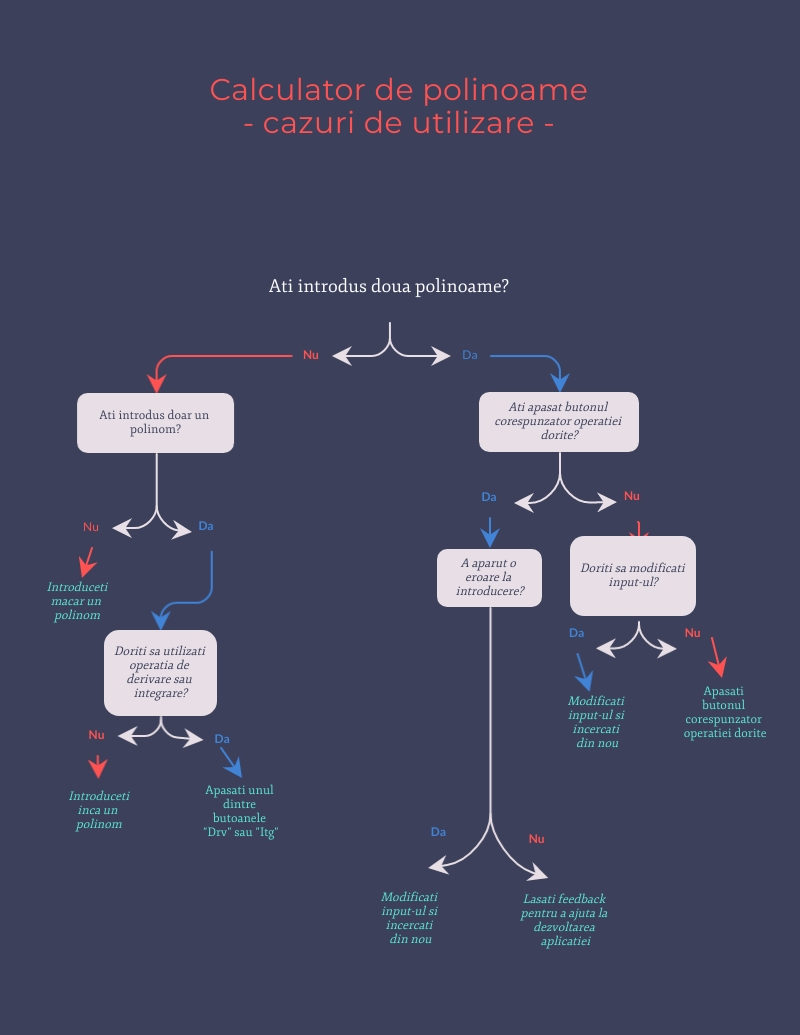 Calculator de polinoame
- cazuri de utilizare -
Ati introdus doua polinoame?
Nu
Da
Ati introdus doar un
polinom?
Nu
Da
Introduceti
macar un
polinom
Doriti sa utilizati
operatia de
derivare sau
integrare?
Nu
Da
Introduceti
inca un
polinom
Apasati unul
dintre
butoanele
"Drv" sau "Itg"
Ati apasat butonul
corespunzator operatiei
dorite?
Da
Nu
A aparut o
eroare la
introducere?
Doriti sa modificati
input-ul?
Da
Nu
Modificati
input-ul si
incercati
din nou
Apasati
butonul
corespunzator
operatiei dorite
Da
Nu
Modificati
input-ul si
incercati
din nou
Lasati feedback
pentru a ajuta la
dezvoltarea
aplicatiei